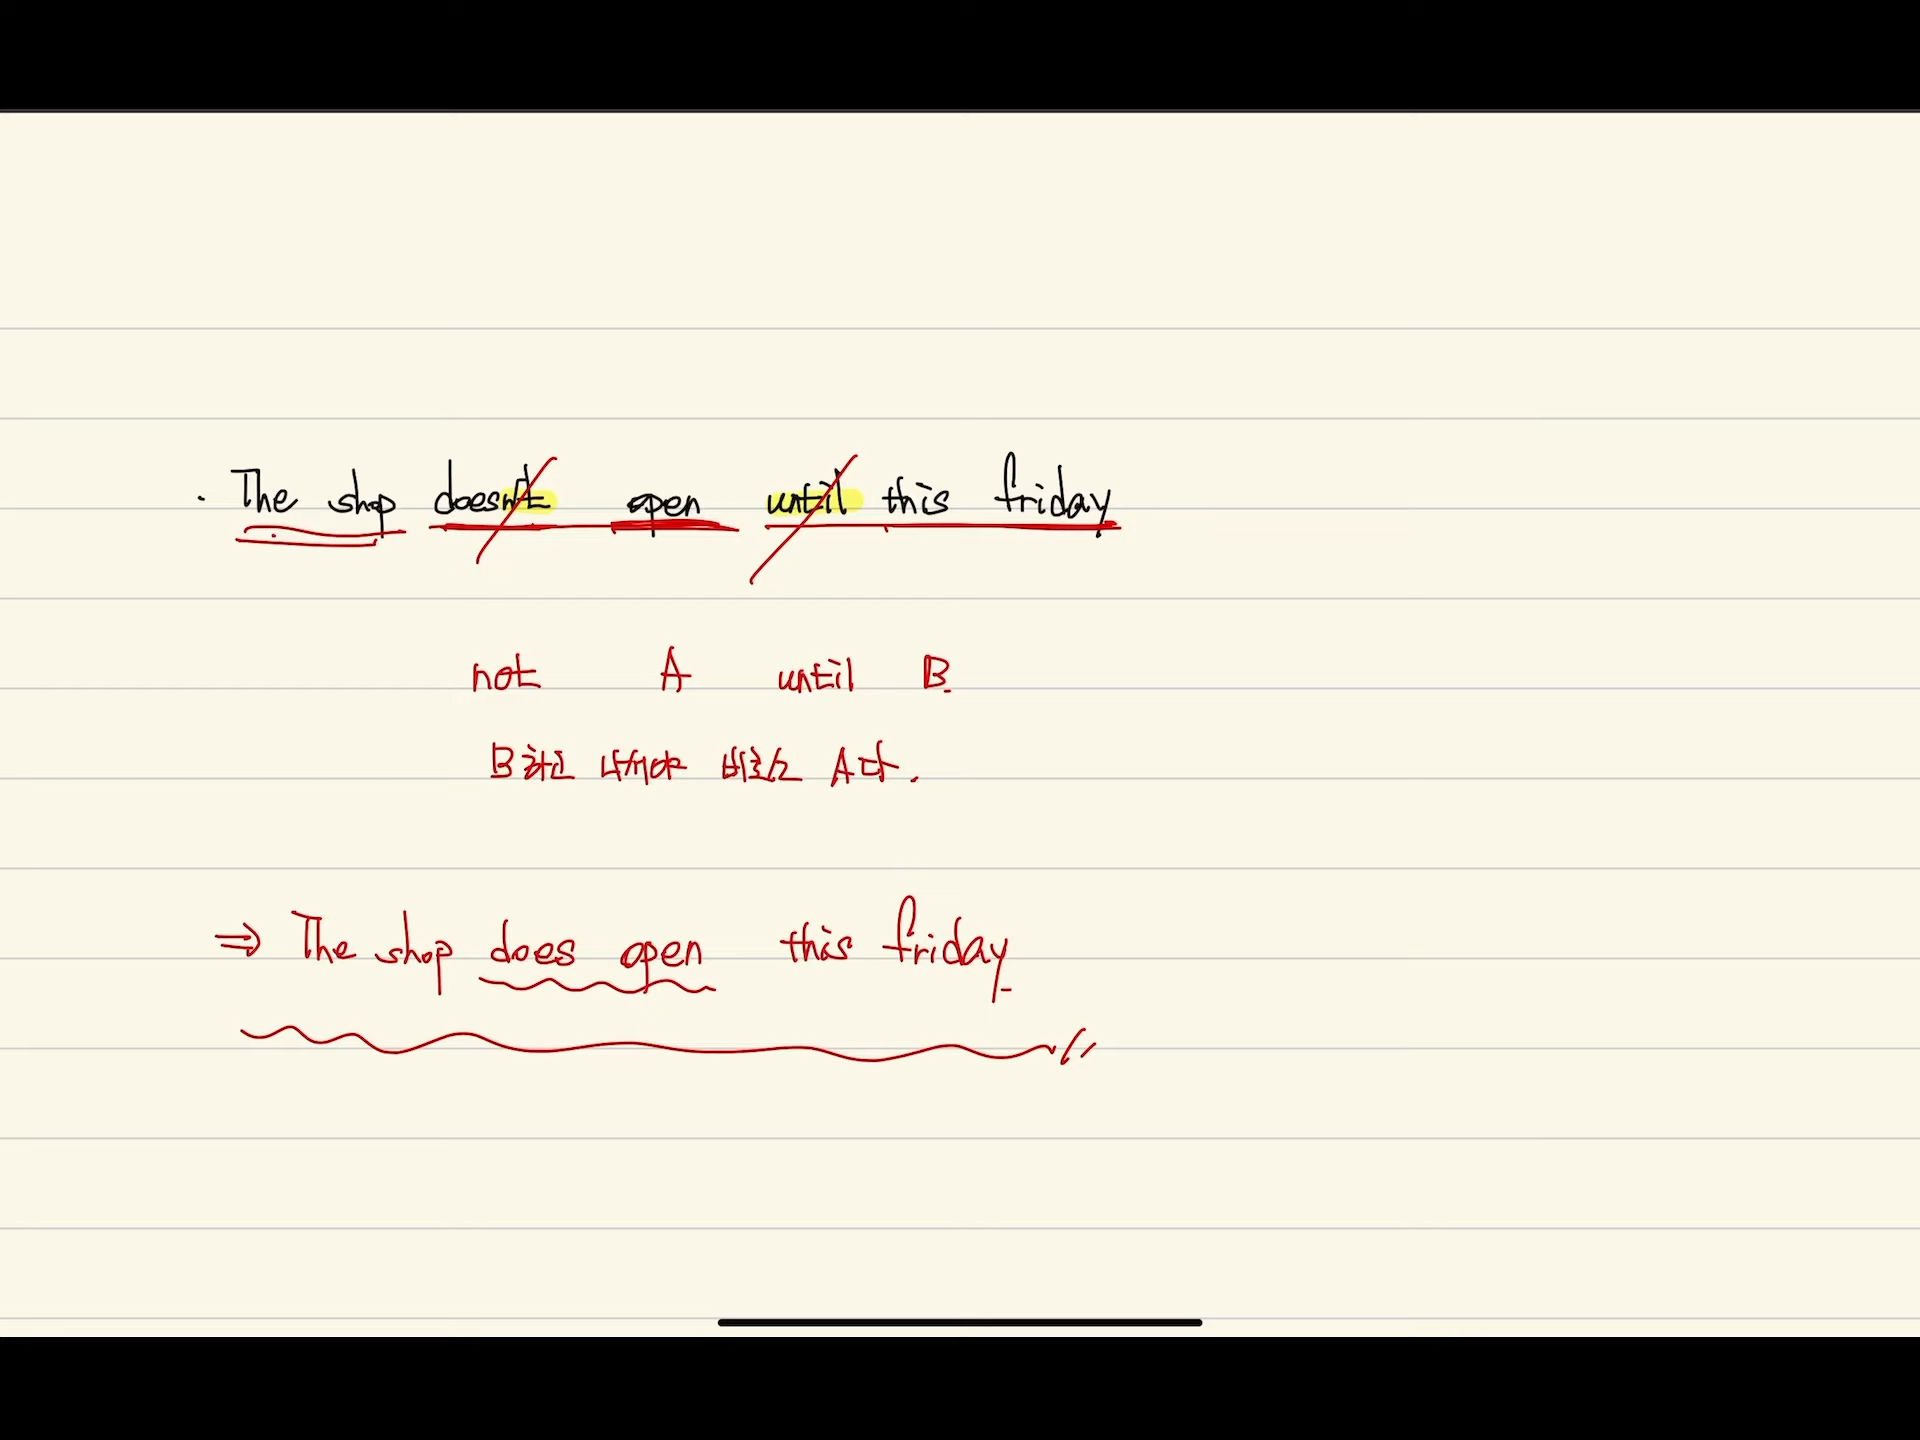 · The shop doesn't open until this friday
not A until B.
B하고 나서야 비로소 A다.
⇒ The shop does open this friday.